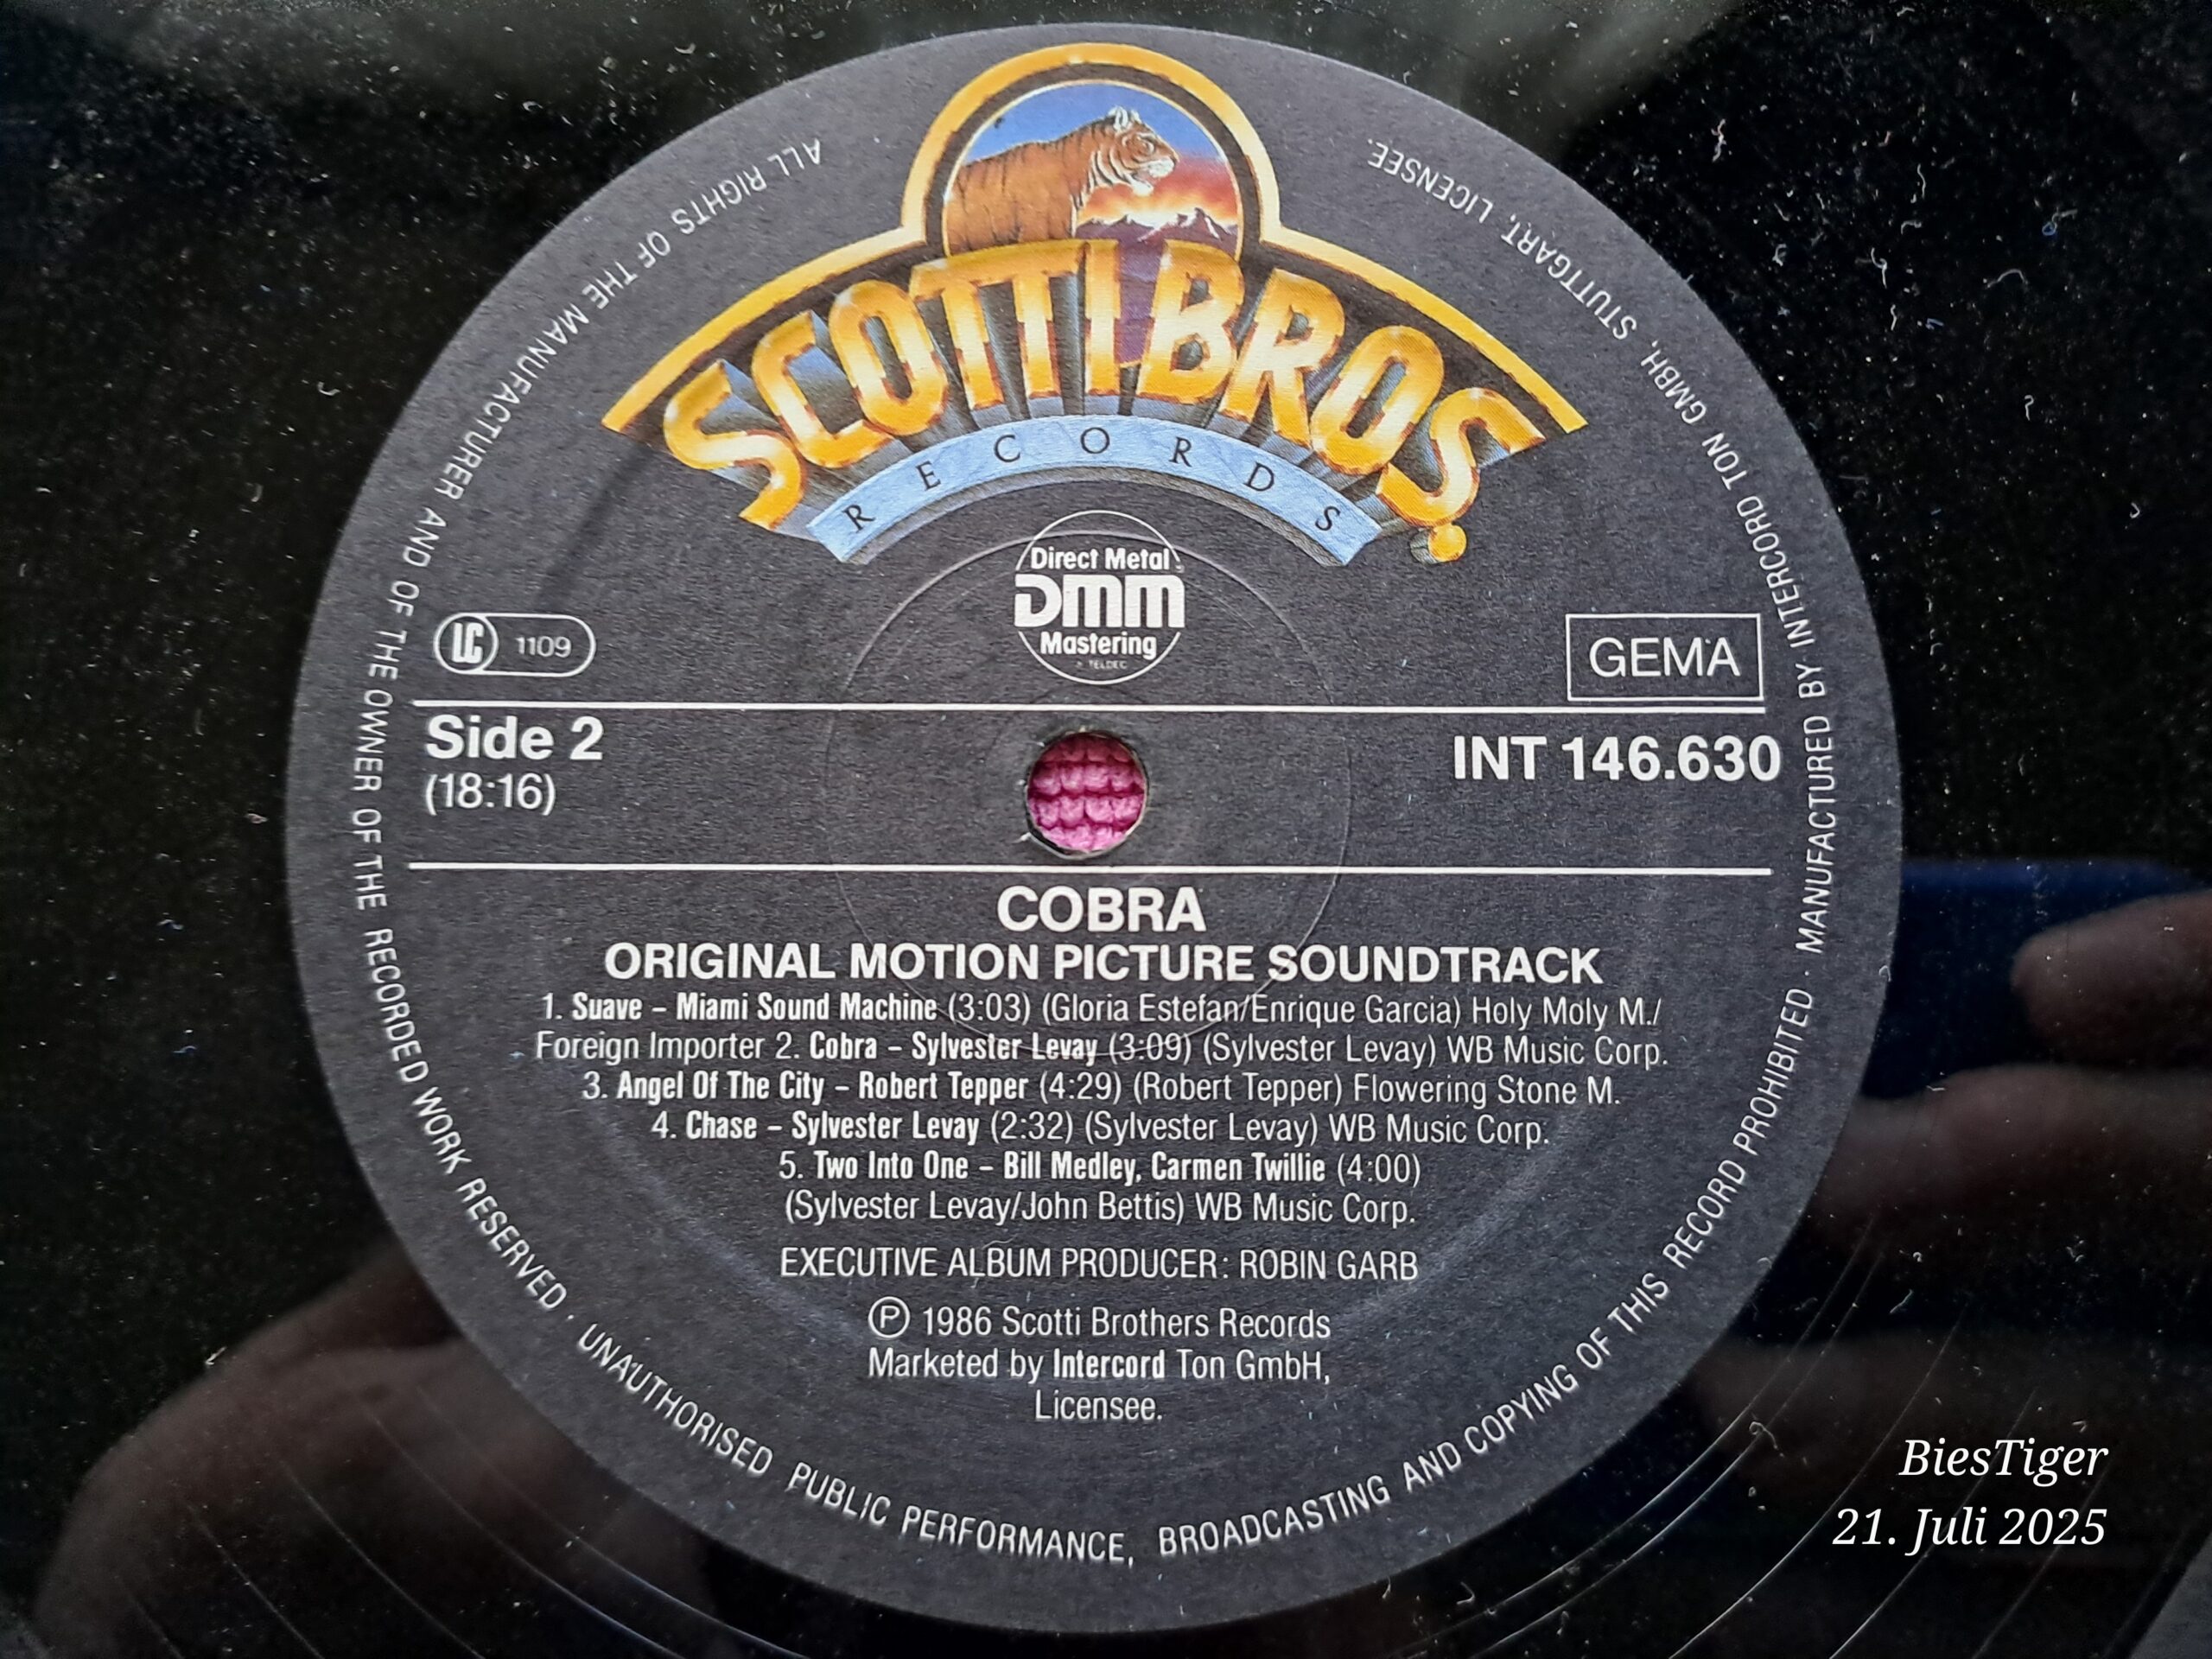 SCOTTI BROS.
RECORDS
Direct Metal
DMM
Mastering
TELDEC
LC 1109
GEMA
Side 2
INT 146.630
(18:16)
COBRA
ORIGINAL MOTION PICTURE SOUNDTRACK
1. Suave – Miami Sound Machine (3:03) (Gloria Estefan/Enrique Garcia) Holy Moly M./
Foreign Importer 2. Cobra – Sylvester Levay (3:09) (Sylvester Levay) WB Music Corp.
3. Angel Of The City – Robert Tepper (4:29) (Robert Tepper) Flowering Stone M.
4. Chase – Sylvester Levay (2:32) (Sylvester Levay) WB Music Corp.
5. Two Into One – Bill Medley, Carmen Twillie (4:00)
(Sylvester Levay/John Bettis) WB Music Corp.
EXECUTIVE ALBUM PRODUCER: ROBIN GARB
Ⓟ 1986 Scotti Brothers Records
Marketed by Intercord Ton GmbH,
Licensee.
ALL RIGHTS OF THE MANUFACTURER AND OF THE OWNER OF THE RECORDED WORK RESERVED · UNAUTHORISED PUBLIC PERFORMANCE, BROADCASTING AND COPYING OF THIS RECORD PROHIBITED · MANUFACTURED BY INTERCORD TON GMBH, STUTTGART, LICENSEE.
BiesTiger
21. Juli 2025